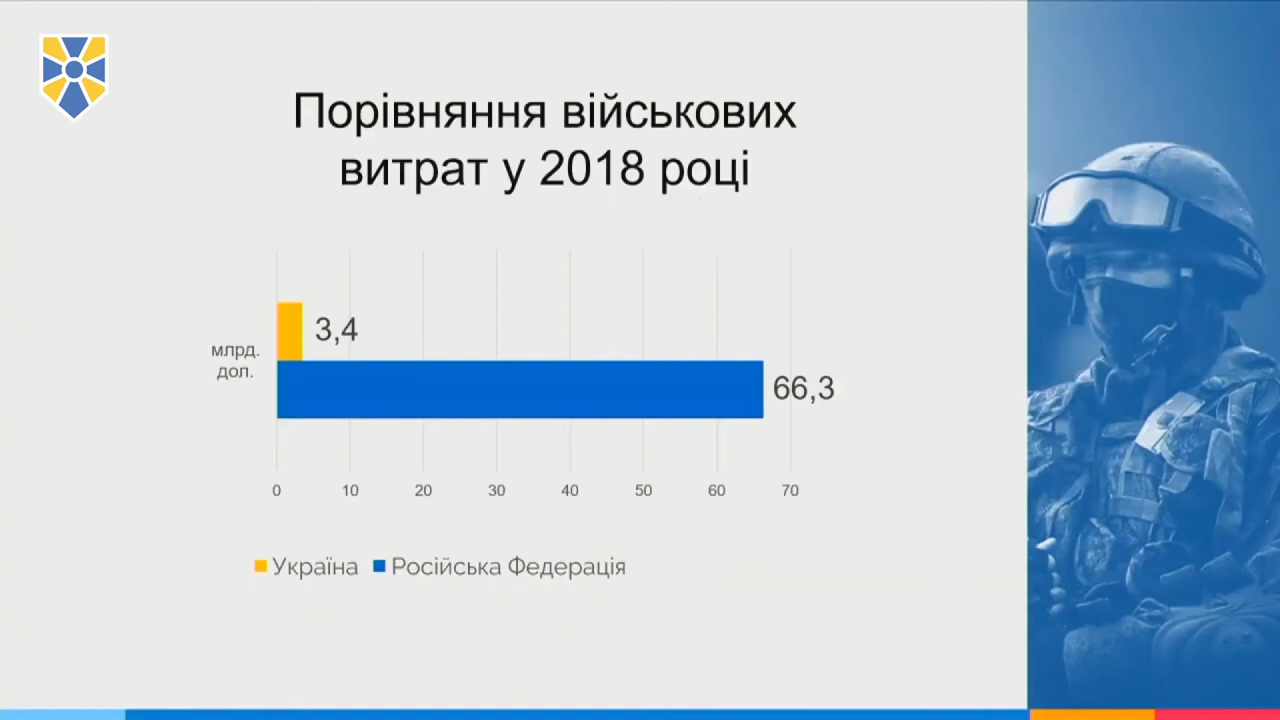 Порівняння військових
витрат у 2018 році
3,4
млрд.
дол.
66,3
0 10 20 30 40 50 60 70
Україна Російська Федерація